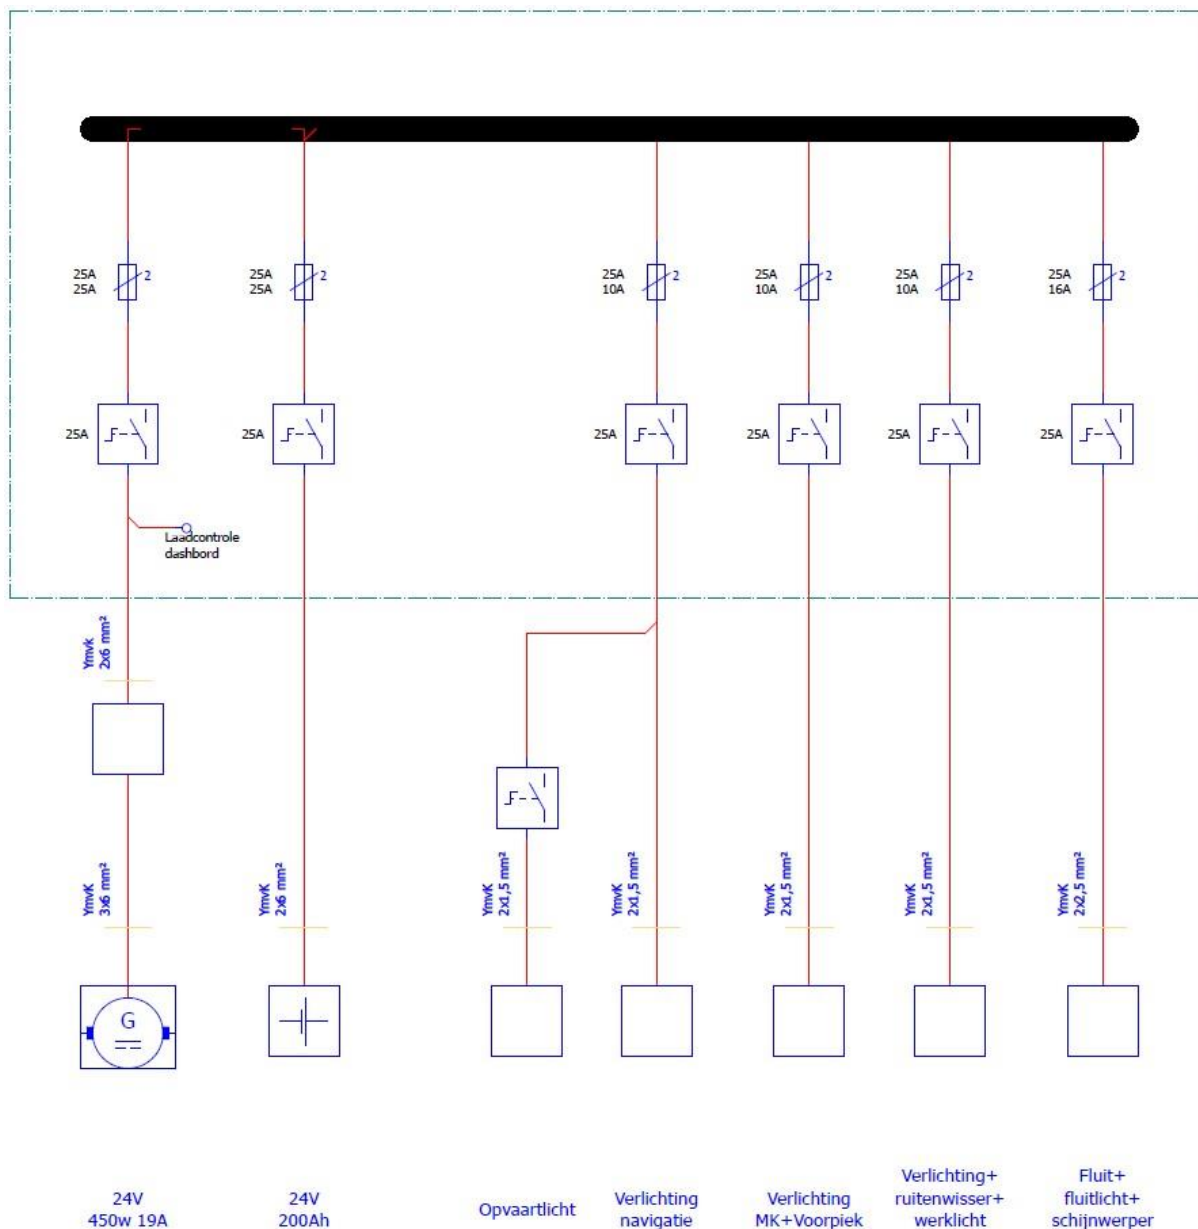 25A
25A
2
25A
25A
2
25A
10A
2
25A
10A
2
25A
10A
2
25A
16A
2
25A
25A
25A
25A
25A
25A
Laadcontrole
dashbord
Ymvk
2x6 mm²
YmvK
3x6 mm²
YmvK
2x6 mm²
YmvK
2x1,5 mm²
YmvK
2x1,5 mm²
YmvK
2x1,5 mm²
YmvK
2x1,5 mm²
YmvK
2x2,5 mm²
G
24V
450w 19A
24V
200Ah
Opvaartlicht
Verlichting
navigatie
Verlichting
MK+Voorpiek
Verlichting+
ruitenwisser+
werklicht
Fluit+
fluitlicht+
schijnwerper